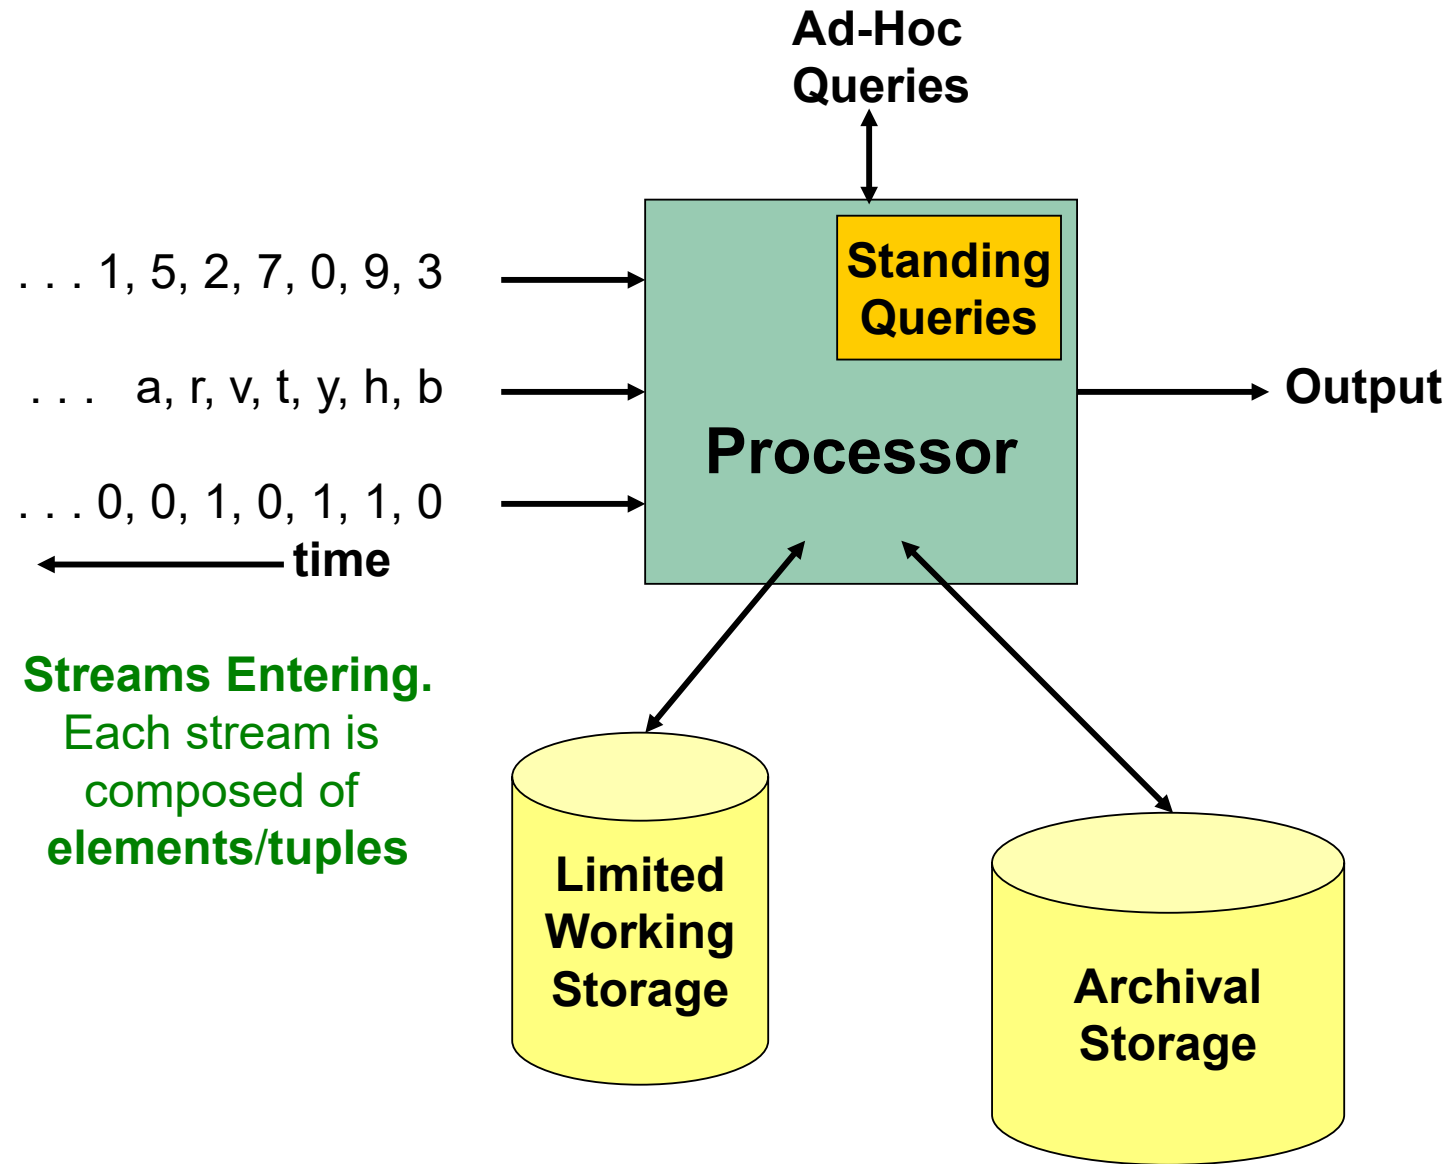 Ad-Hoc
Queries
. . . 1, 5, 2, 7, 0, 9, 3
Standing
Queries
. . . a, r, v, t, y, h, b
Output
Processor
. . . 0, 0, 1, 0, 1, 1, 0
time
Streams Entering.
Each stream is
composed of
elements/tuples
Limited
Working
Storage
Archival
Storage